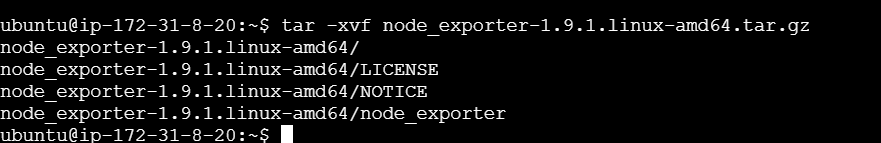 ubuntu@ip-172-31-8-20:~$ tar -xvf node_exporter-1.9.1.linux-amd64.tar.gz
node_exporter-1.9.1.linux-amd64/
node_exporter-1.9.1.linux-amd64/LICENSE
node_exporter-1.9.1.linux-amd64/NOTICE
node_exporter-1.9.1.linux-amd64/node_exporter
ubuntu@ip-172-31-8-20:~$